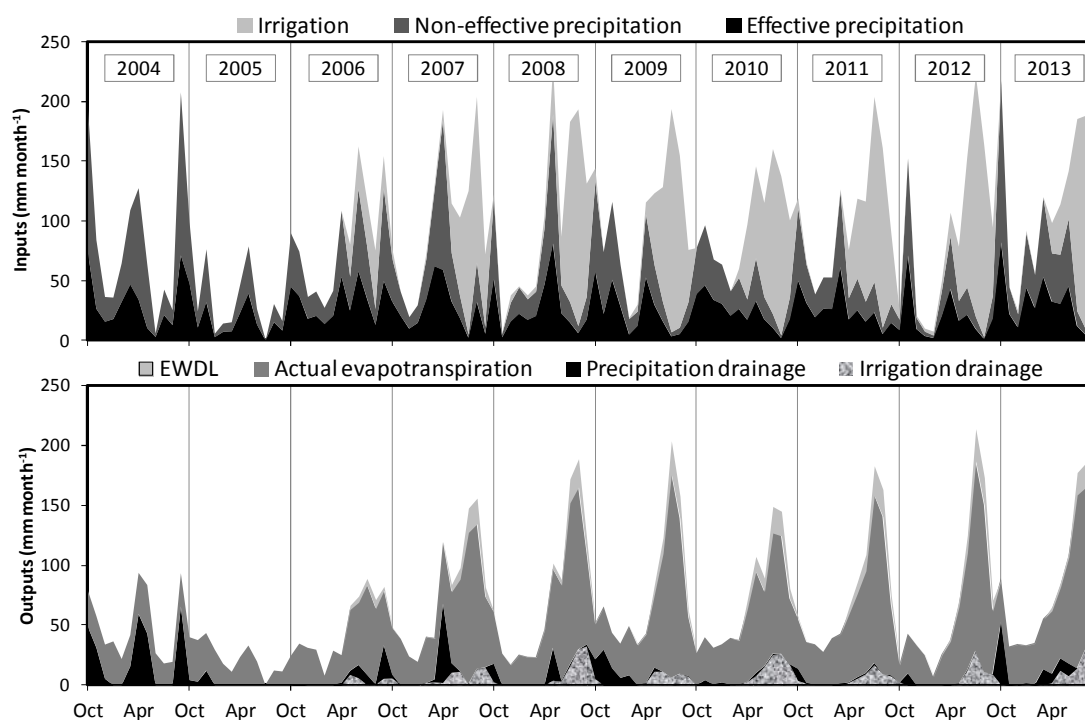 Irrigation Non-effective precipitation Effective precipitation
250
200
150
100
50
0
Inputs (mm month-1)
2004 2005 2006 2007 2008 2009 2010 2011 2012 2013
EWDL Actual evapotranspiration Precipitation drainage Irrigation drainage
250
200
150
100
50
0
Outputs (mm month-1)
Oct Apr Oct Apr Oct Apr Oct Apr Oct Apr Oct Apr Oct Apr Oct Apr Oct Apr Oct Apr